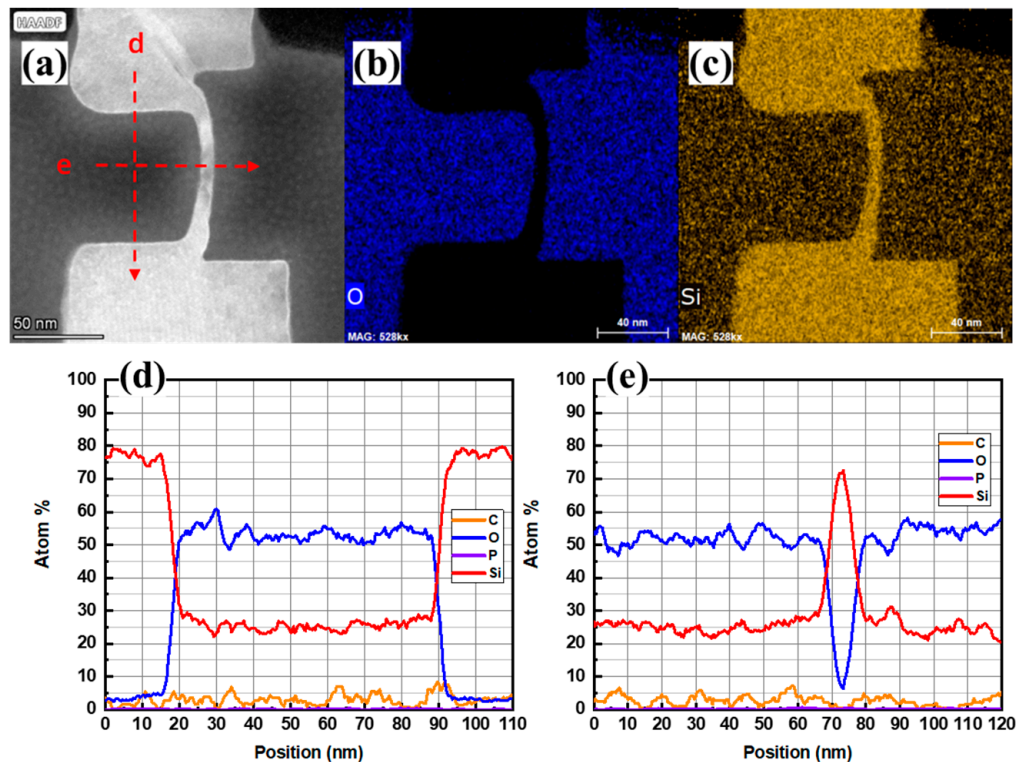 HAADF
(a)
d
e
50 nm
(b)
O
MAG: 528kx
40 nm
(c)
Si
MAG: 528kx
40 nm
(d)
Atom %
100
90
80
70
60
50
40
30
20
10
0
C
O
P
Si
0 10 20 30 40 50 60 70 80 90 100 110
Position (nm)
(e)
Atom %
100
90
80
70
60
50
40
30
20
10
0
C
O
P
Si
0 10 20 30 40 50 60 70 80 90 100 110 120
Position (nm)